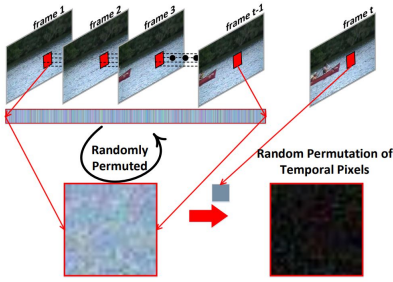 frame 1
frame 2
frame 3
frame t-1
frame t
Randomly
Permuted
Random Permutation of
Temporal Pixels